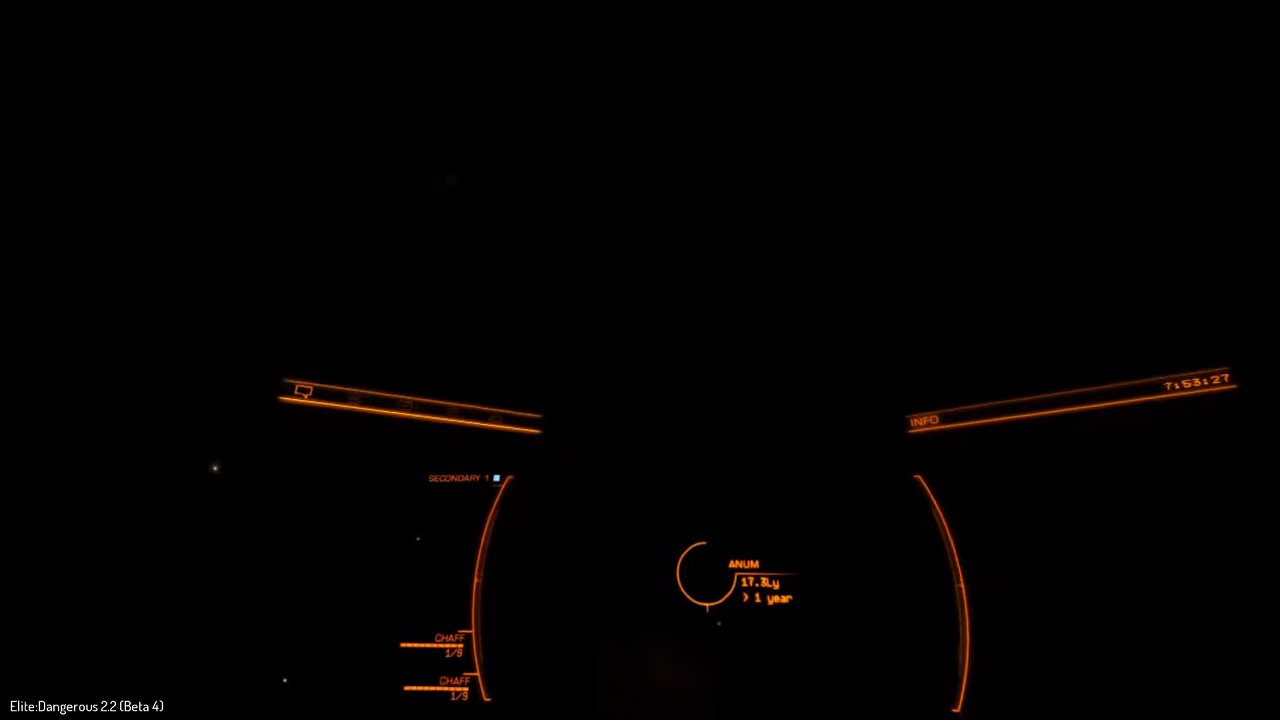 7:53:27
INFO
SECONDARY 1
ANUM
17.3Ly
> 1 year
CHAFF
1/9
CHAFF
1/9
Elite:Dangerous 2.2 (Beta 4)